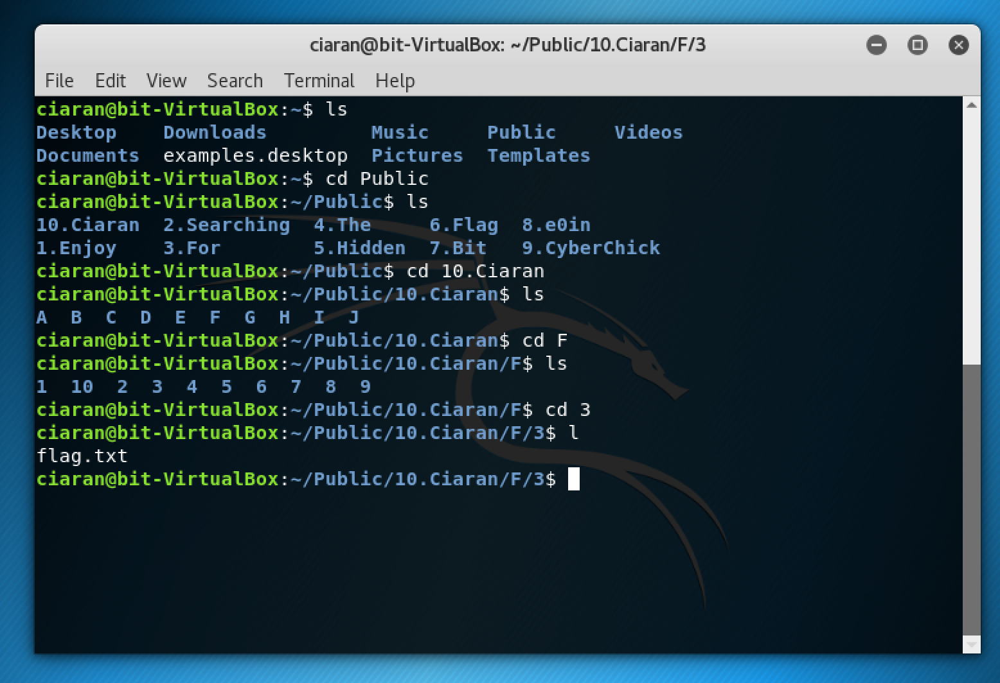 ciaran@bit-VirtualBox: ~/Public/10.Ciaran/F/3
File Edit View Search Terminal Help
ciaran@bit-VirtualBox:~$ ls
Desktop    Downloads         Music     Public     Videos
Documents  examples.desktop  Pictures  Templates
ciaran@bit-VirtualBox:~$ cd Public
ciaran@bit-VirtualBox:~/Public$ ls
10.Ciaran  2.Searching  4.The     6.Flag  8.e0in
1.Enjoy    3.For        5.Hidden  7.Bit   9.CyberChick
ciaran@bit-VirtualBox:~/Public$ cd 10.Ciaran
ciaran@bit-VirtualBox:~/Public/10.Ciaran$ ls
A  B  C  D  E  F  G  H  I  J
ciaran@bit-VirtualBox:~/Public/10.Ciaran$ cd F
ciaran@bit-VirtualBox:~/Public/10.Ciaran/F$ ls
1  10  2  3  4  5  6  7  8  9
ciaran@bit-VirtualBox:~/Public/10.Ciaran/F$ cd 3
ciaran@bit-VirtualBox:~/Public/10.Ciaran/F/3$ l
flag.txt
ciaran@bit-VirtualBox:~/Public/10.Ciaran/F/3$